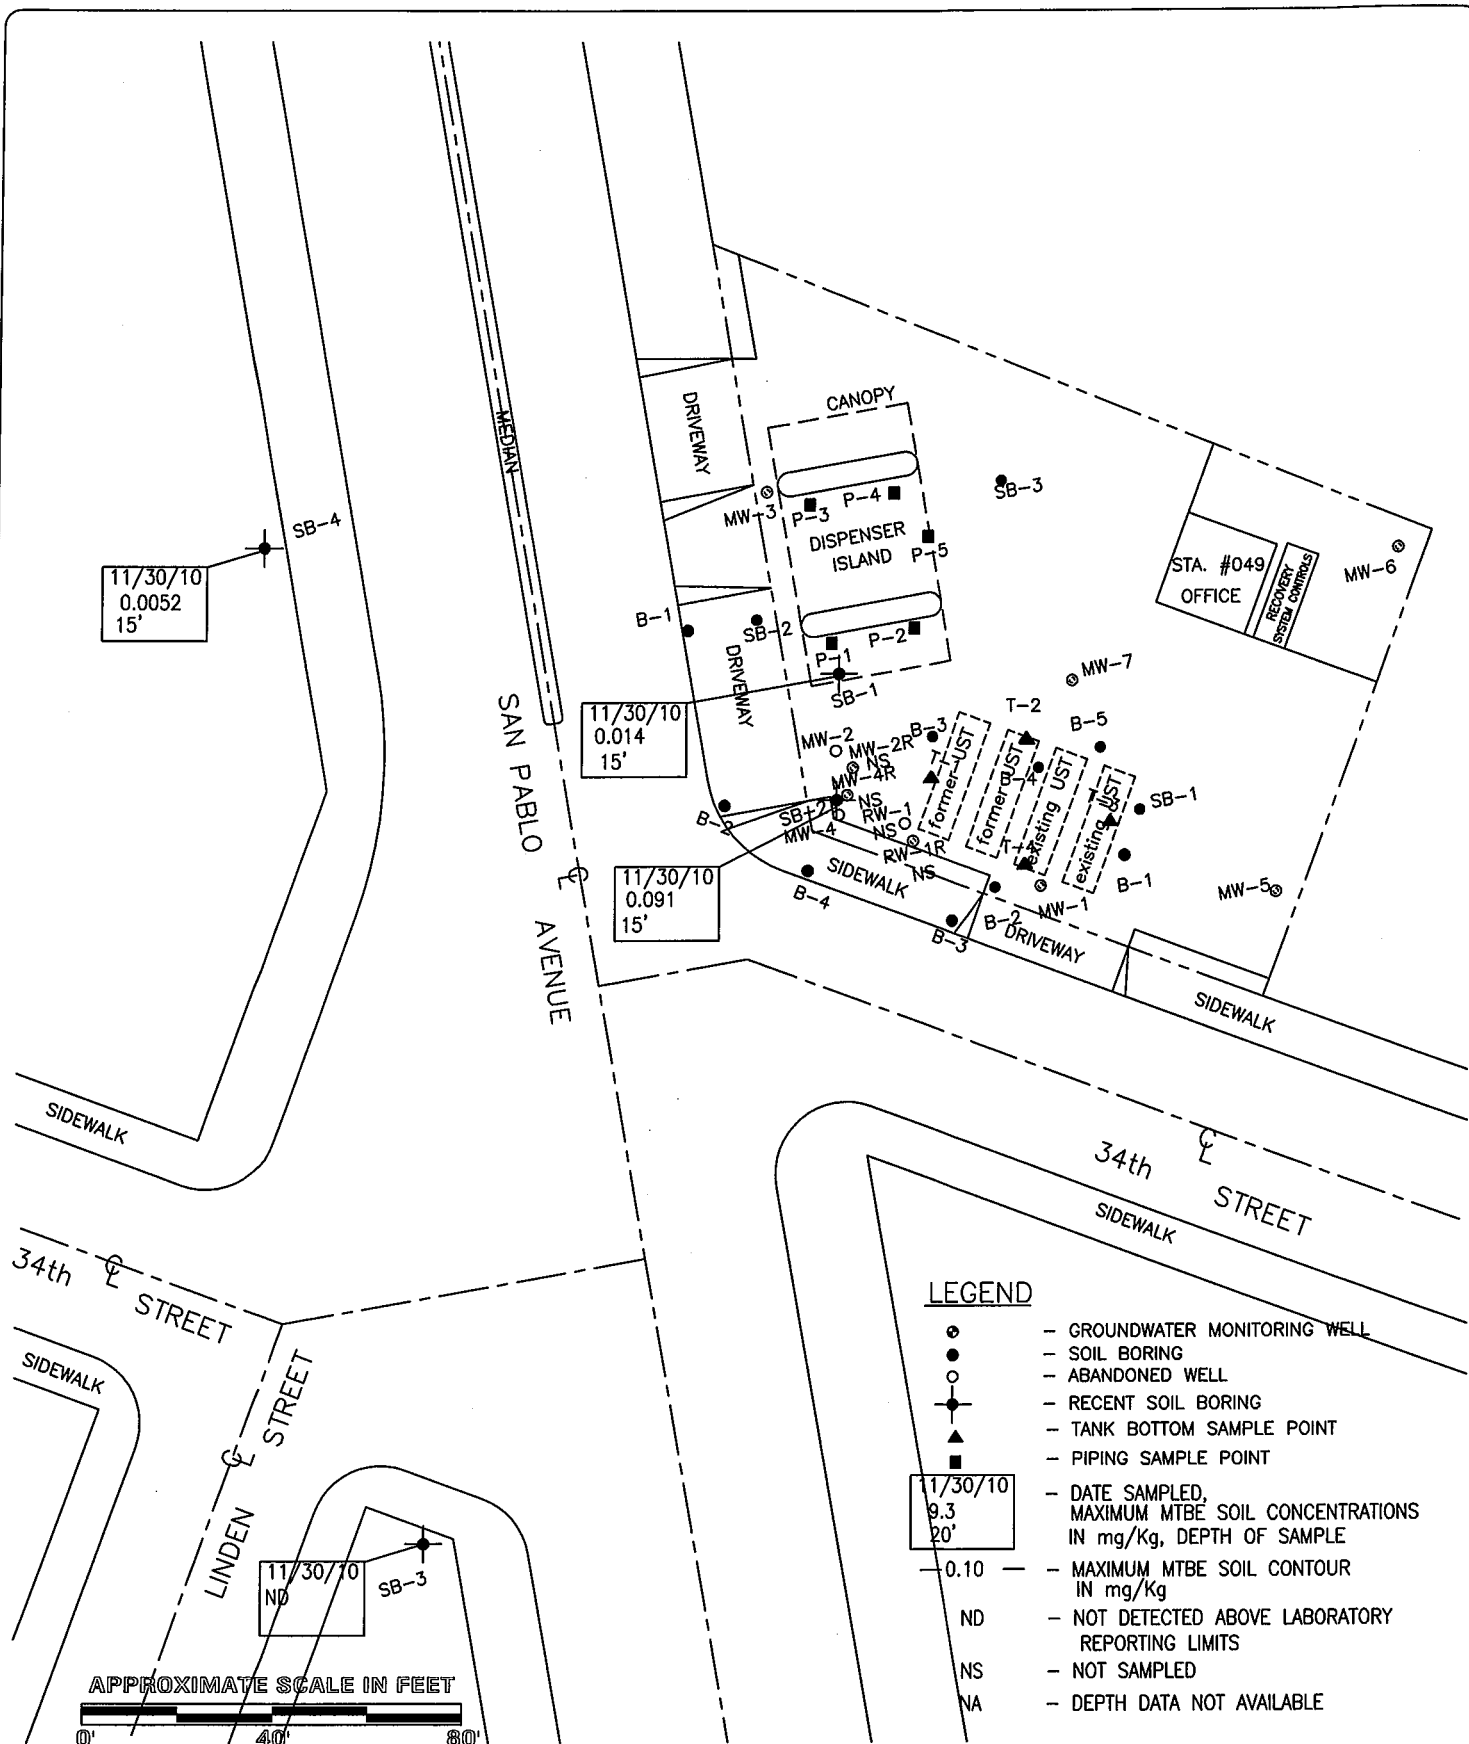 CANOPY
MEDIAN
DRIVEWAY
SB-3
P-4
MW-3
P-3
SB-4
DISPENSER
ISLAND
P-5
STA. #049
OFFICE
RECOVERY
SYSTEM CONTROLS
MW-6
11/30/10
0.0052
15'
B-1
SB-2
P-2
P-1
DRIVEWAY
MW-7
SB-1
T-2
SAN PABLO
AVENUE
11/30/10
0.014
15'
B-3
B-5
MW-2
MW-2R
NS
MW-4R
NS
B-4
former UST
former UST
existing UST
existing UST
SB-1
B-2
SB-2
MW-4
RW-1
NS
RW-1R
NS
T-4
11/30/10
0.091
15'
SIDEWALK
B-4
B-1
MW-5
MW-1
B-2
B-3
DRIVEWAY
SIDEWALK
SIDEWALK
34th
STREET
SIDEWALK
34th
STREET
SIDEWALK
LINDEN
STREET
11/30/10
ND
SB-3
LEGEND
- GROUNDWATER MONITORING WELL
- SOIL BORING
- ABANDONED WELL
- RECENT SOIL BORING
- TANK BOTTOM SAMPLE POINT
- PIPING SAMPLE POINT
11/30/10
9.3
20'
- DATE SAMPLED,
MAXIMUM MTBE SOIL CONCENTRATIONS
IN mg/Kg, DEPTH OF SAMPLE
—0.10 — - MAXIMUM MTBE SOIL CONTOUR
IN mg/Kg
ND - NOT DETECTED ABOVE LABORATORY
REPORTING LIMITS
NS - NOT SAMPLED
NA - DEPTH DATA NOT AVAILABLE
APPROXIMATE SCALE IN FEET
0' 40' 80'